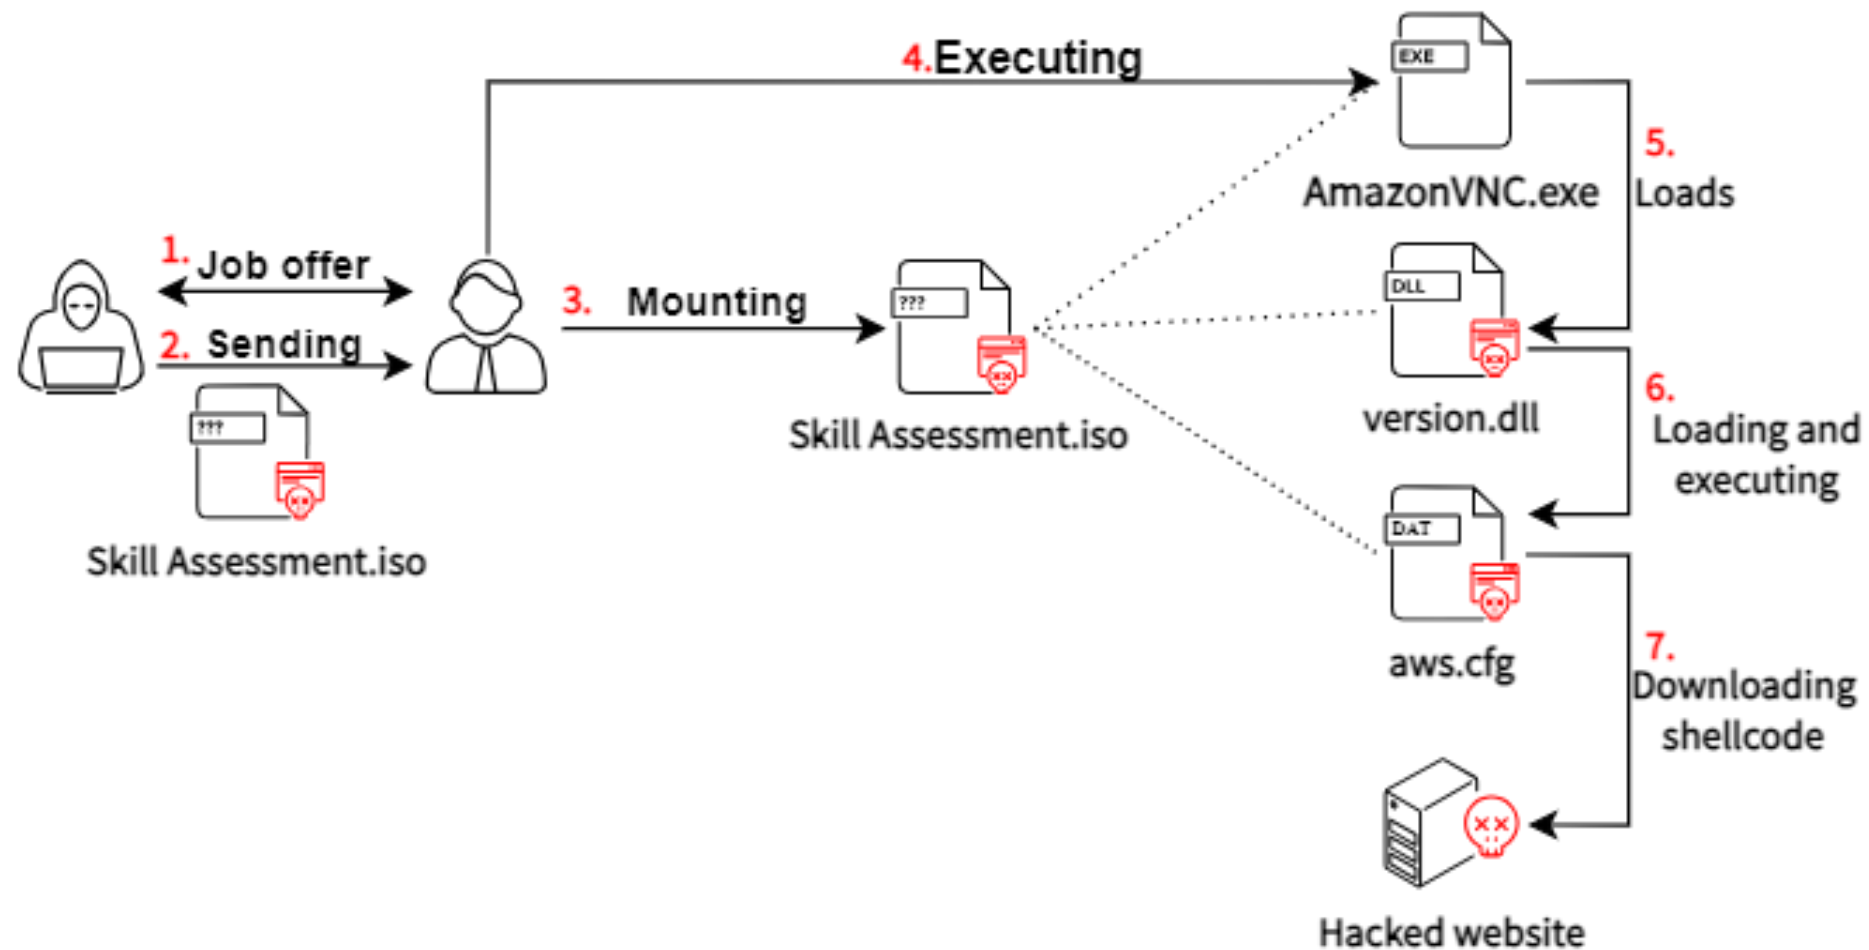 4.Executing
EXE
5.
AmazonVNC.exe
Loads
1. Job offer
2. Sending
???
Skill Assessment.iso
3. Mounting
???
Skill Assessment.iso
DLL
version.dll
6.
Loading and
executing
DAT
aws.cfg
7.
Downloading
shellcode
Hacked website